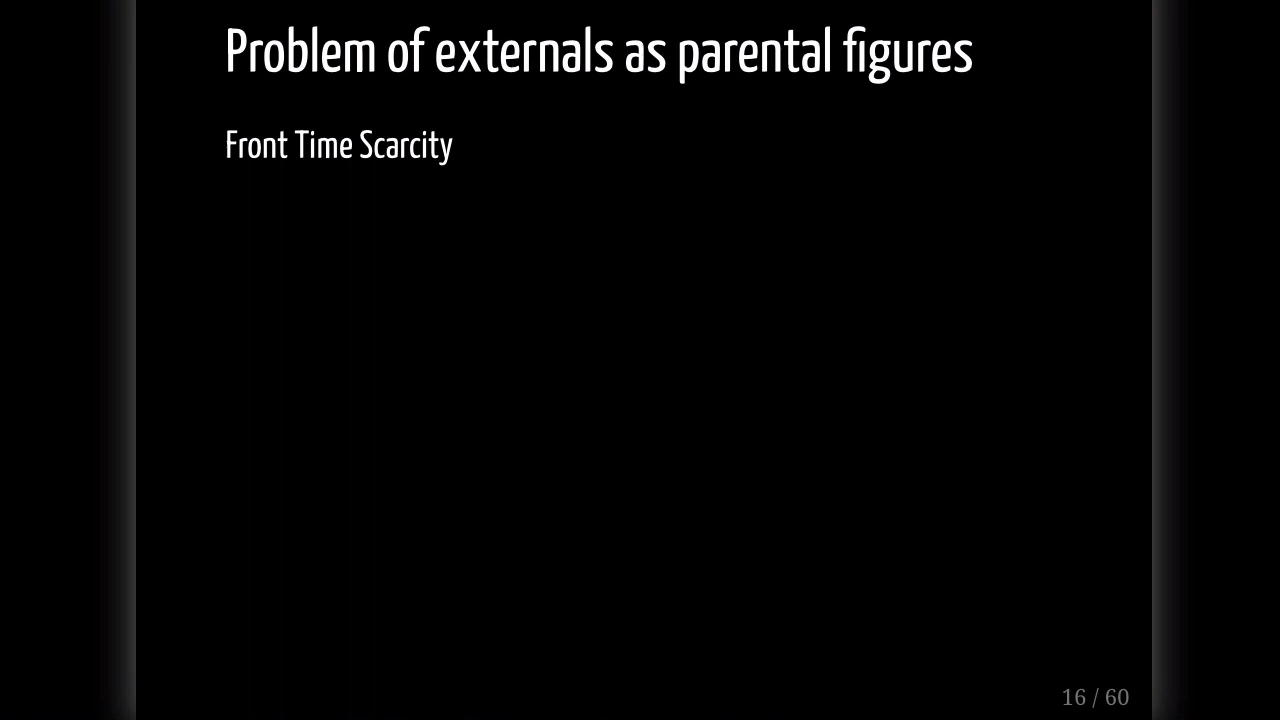 Problem of externals as parental figures
Front Time Scarcity
16 / 60